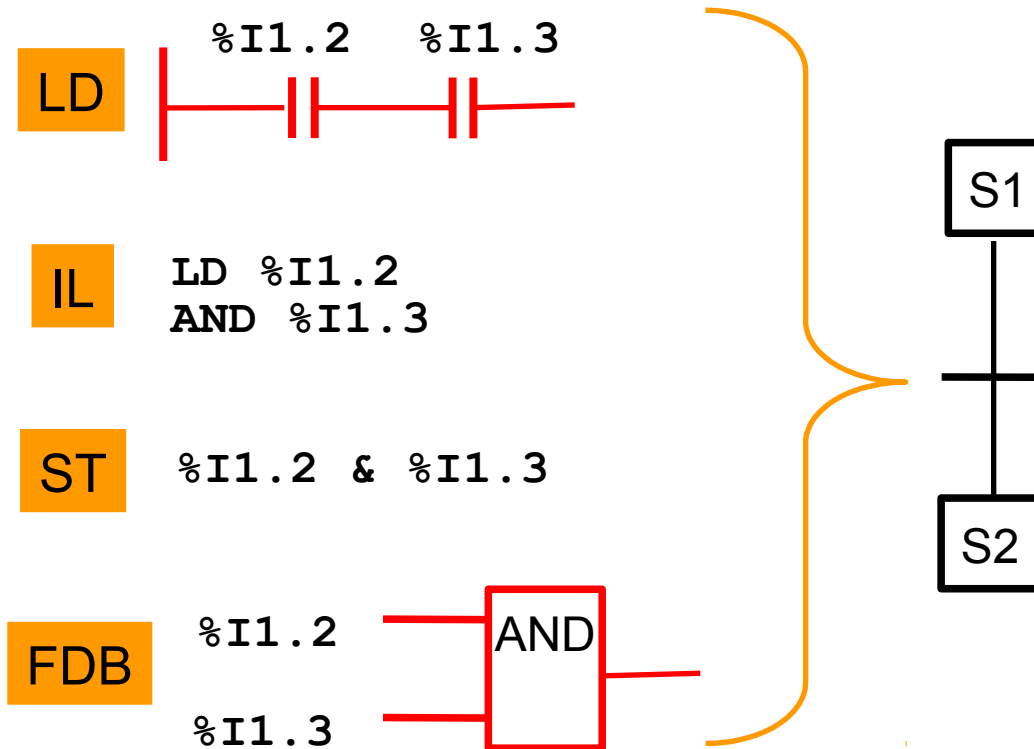 %I1.2 %I1.3
LD
S1
IL
LD %I1.2
AND %I1.3
ST
%I1.2 & %I1.3
S2
FDB
%I1.2
AND
%I1.3